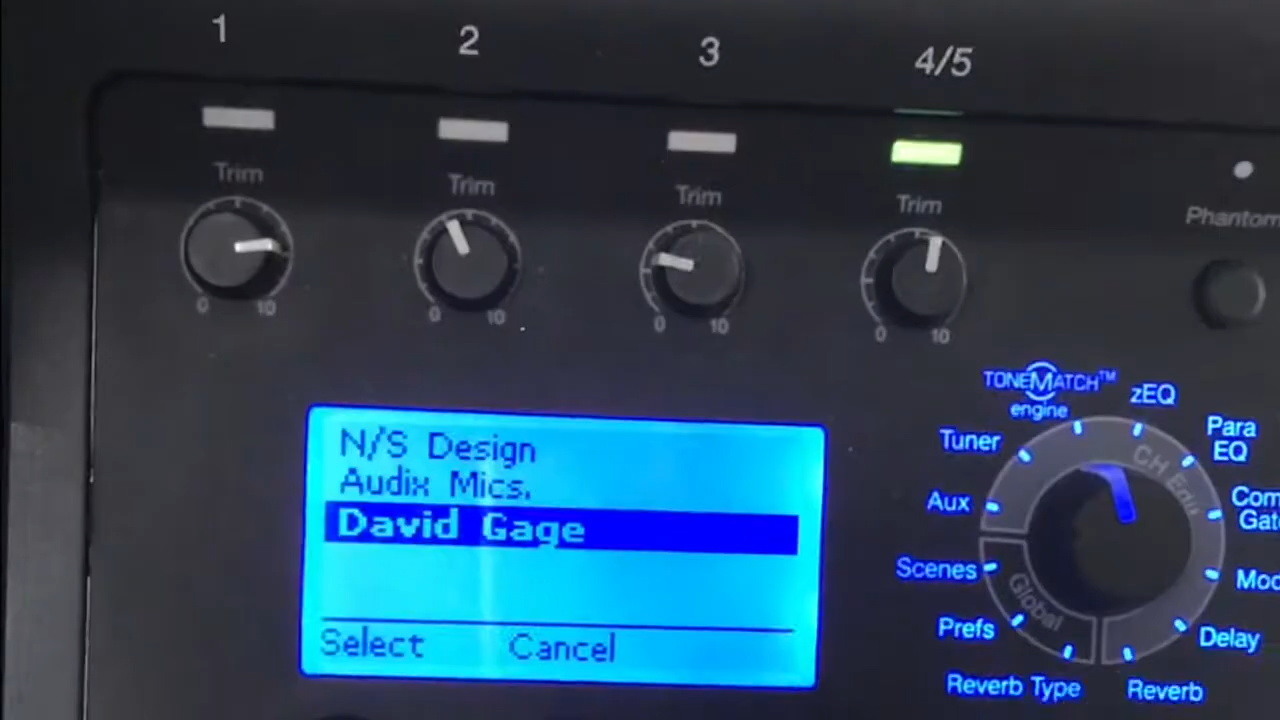 1 2 3 4/5
Trim Trim Trim Trim
Phantom
0 10 0 10 0 10 0 10
TONEMATCH™
engine
zEQ
Para
EQ
Tuner
CH Edit
Aux
Scenes
Global
Prefs
Delay
Reverb Type
Reverb
N/S Design
Audix Mics.
David Gage
Select Cancel